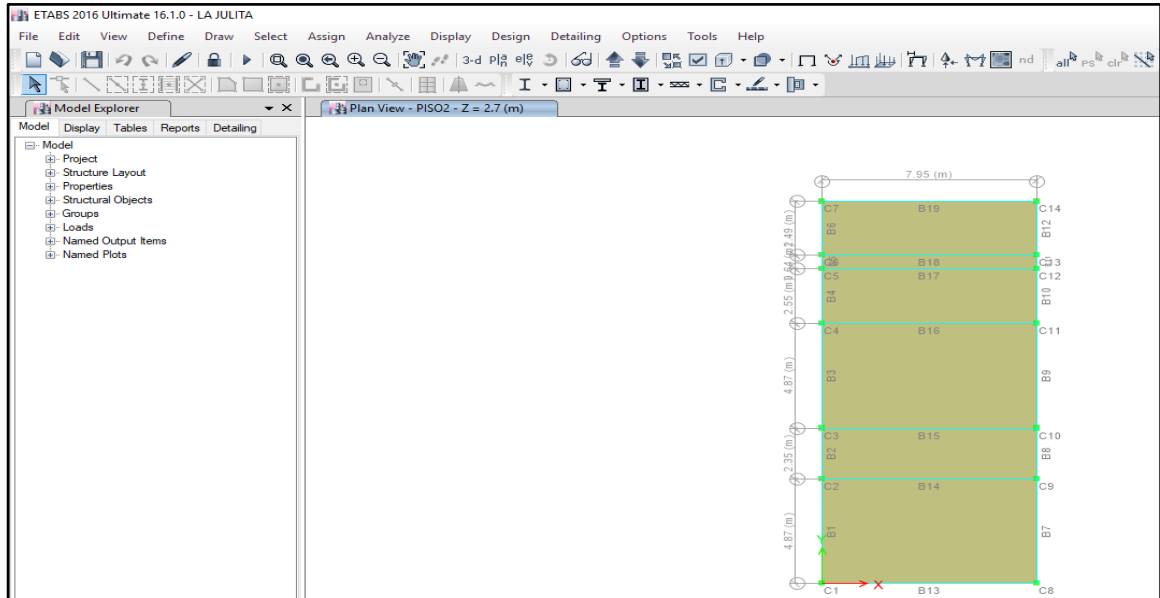 ETABS 2016 Ultimate 16.1.0 - LA JULITA
File Edit View Define Draw Select Assign Analyze Display Design Detailing Options Tools Help
3-d nd
Model Explorer
Plan View - PISO2 - Z = 2.7 (m)
Model Display Tables Reports Detailing
Model
Project
Structure Layout
Properties
Structural Objects
Groups
Loads
Named Output Items
Named Plots
7.95 (m)
C7 B19 C14
2.49 (m)
B6 B12
B18 C13
C5 B17 C12
2.55 (m)
B4 B10
C4 B16 C11
4.87 (m)
B3 B9
C3 B15 C10
2.35 (m)
B2 B8
C2 B14 C9
4.87 (m)
B1 B7
Y
X
C1 B13 C8